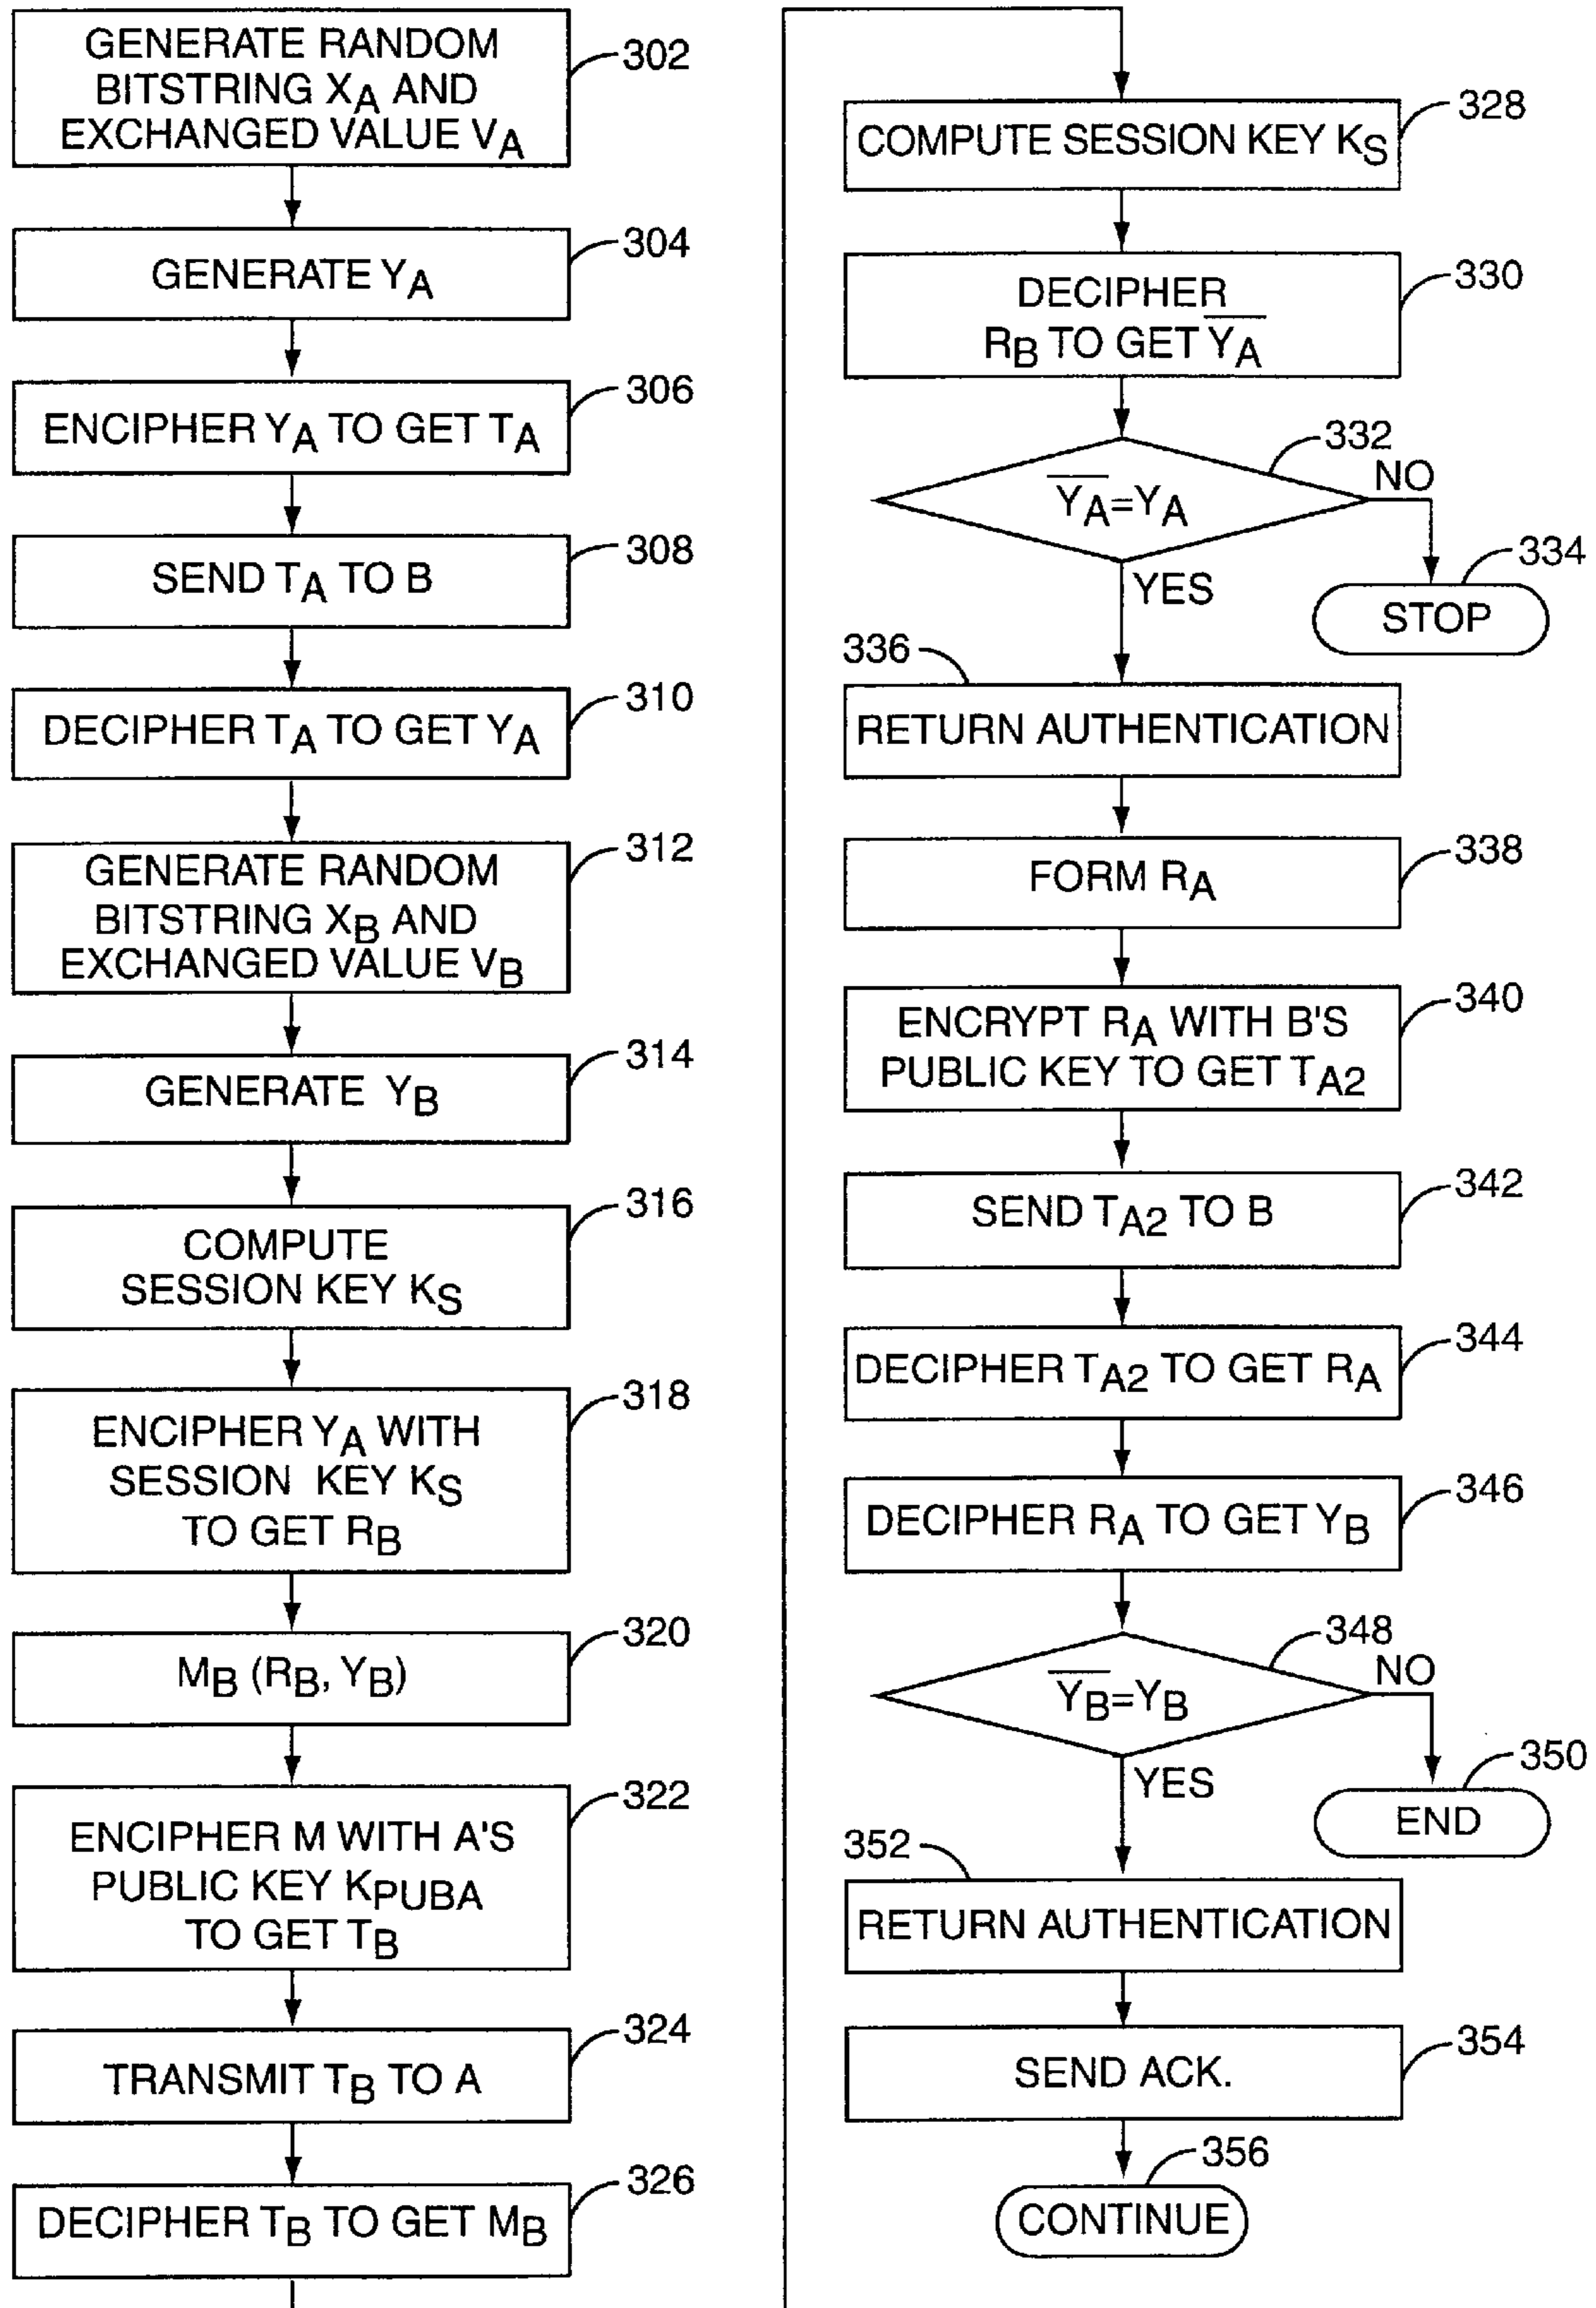 GENERATE RANDOM
BITSTRING XA AND
EXCHANGED VALUE VA
302
GENERATE YA
304
ENCIPHER YA TO GET TA
306
SEND TA TO B
308
DECIPHER TA TO GET YA
310
GENERATE RANDOM
BITSTRING XB AND
EXCHANGED VALUE VB
312
GENERATE YB
314
COMPUTE
SESSION KEY KS
316
ENCIPHER YA WITH
SESSION KEY KS
TO GET RB
318
MB (RB, YB)
320
ENCIPHER M WITH A'S
PUBLIC KEY KPUBA
TO GET TB
322
TRANSMIT TB TO A
324
DECIPHER TB TO GET MB
326
COMPUTE SESSION KEY KS
328
DECIPHER
RB TO GET Y̅A̅
330
Y̅A̅=YA
332
NO
YES
334
STOP
336
RETURN AUTHENTICATION
FORM RA
338
ENCRYPT RA WITH B'S
PUBLIC KEY TO GET TA2
340
SEND TA2 TO B
342
DECIPHER TA2 TO GET RA
344
DECIPHER RA TO GET YB
346
Y̅B̅=YB
348
NO
YES
350
END
352
RETURN AUTHENTICATION
SEND ACK.
354
356
CONTINUE